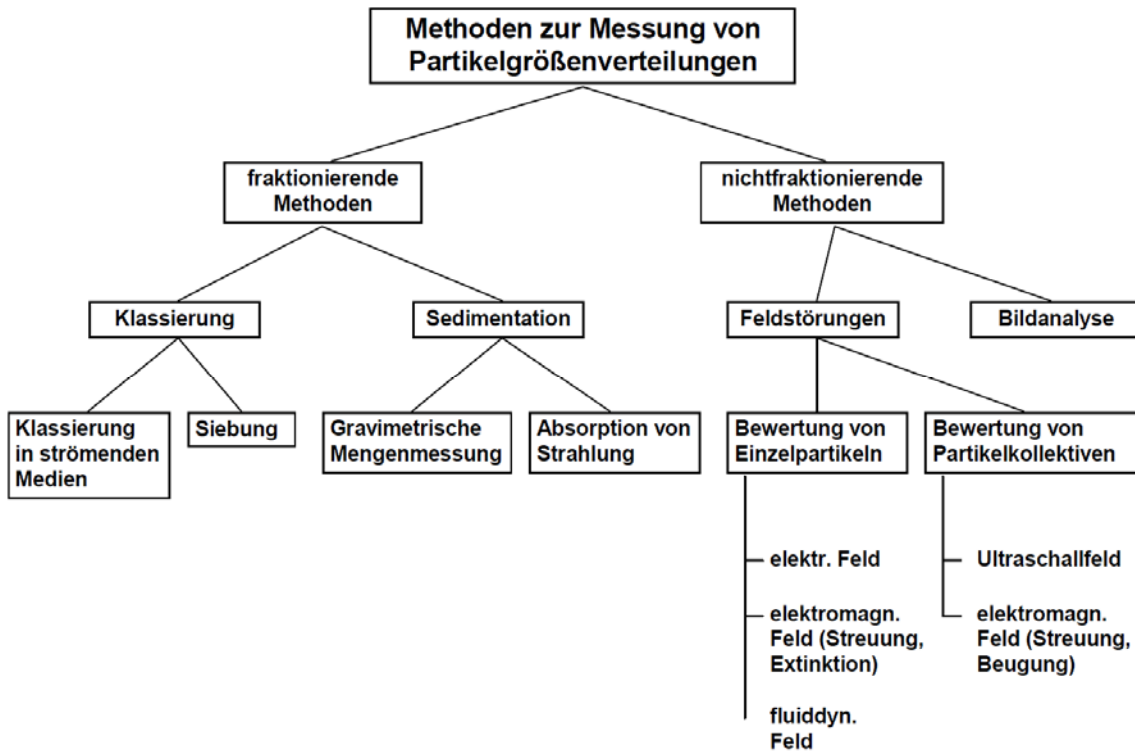 Methoden zur Messung von
Partikelgrößenverteilungen
fraktionierende
Methoden
nichtfraktionierende
Methoden
Klassierung
Sedimentation
Feldstörungen
Bildanalyse
Klassierung
in strömenden
Medien
Siebung
Gravimetrische
Mengenmessung
Absorption von
Strahlung
Bewertung von
Einzelpartikeln
Bewertung von
Partikelkollektiven
elektr. Feld
elektromagn.
Feld (Streuung,
Extinktion)
fluiddyn.
Feld
Ultraschallfeld
elektromagn.
Feld (Streuung,
Beugung)